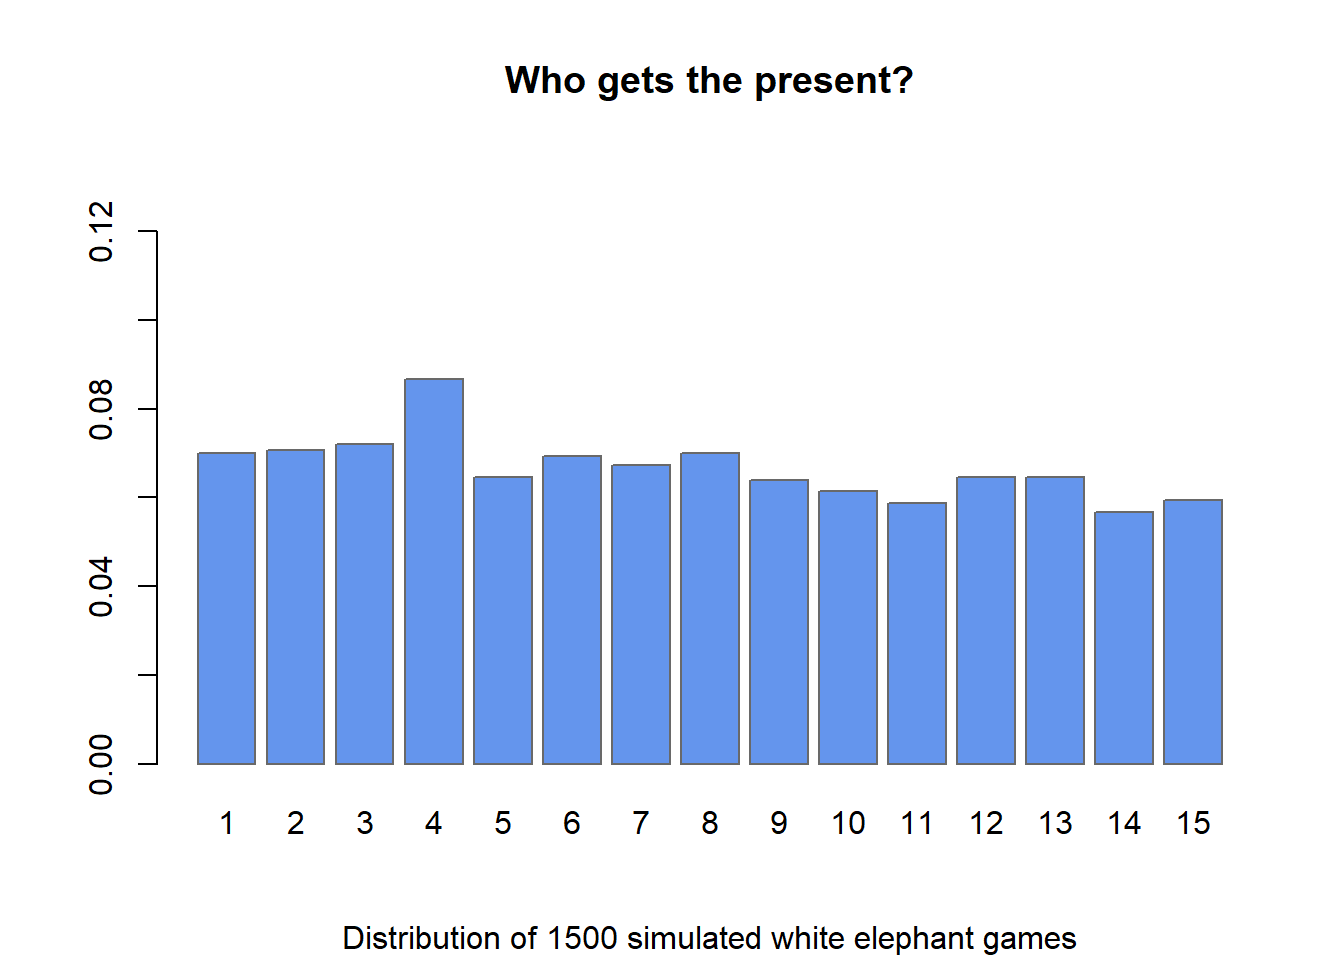 Who gets the present?
0.12
0.08
0.04
0.00
1 2 3 4 5 6 7 8 9 10 11 12 13 14 15
Distribution of 1500 simulated white elephant games